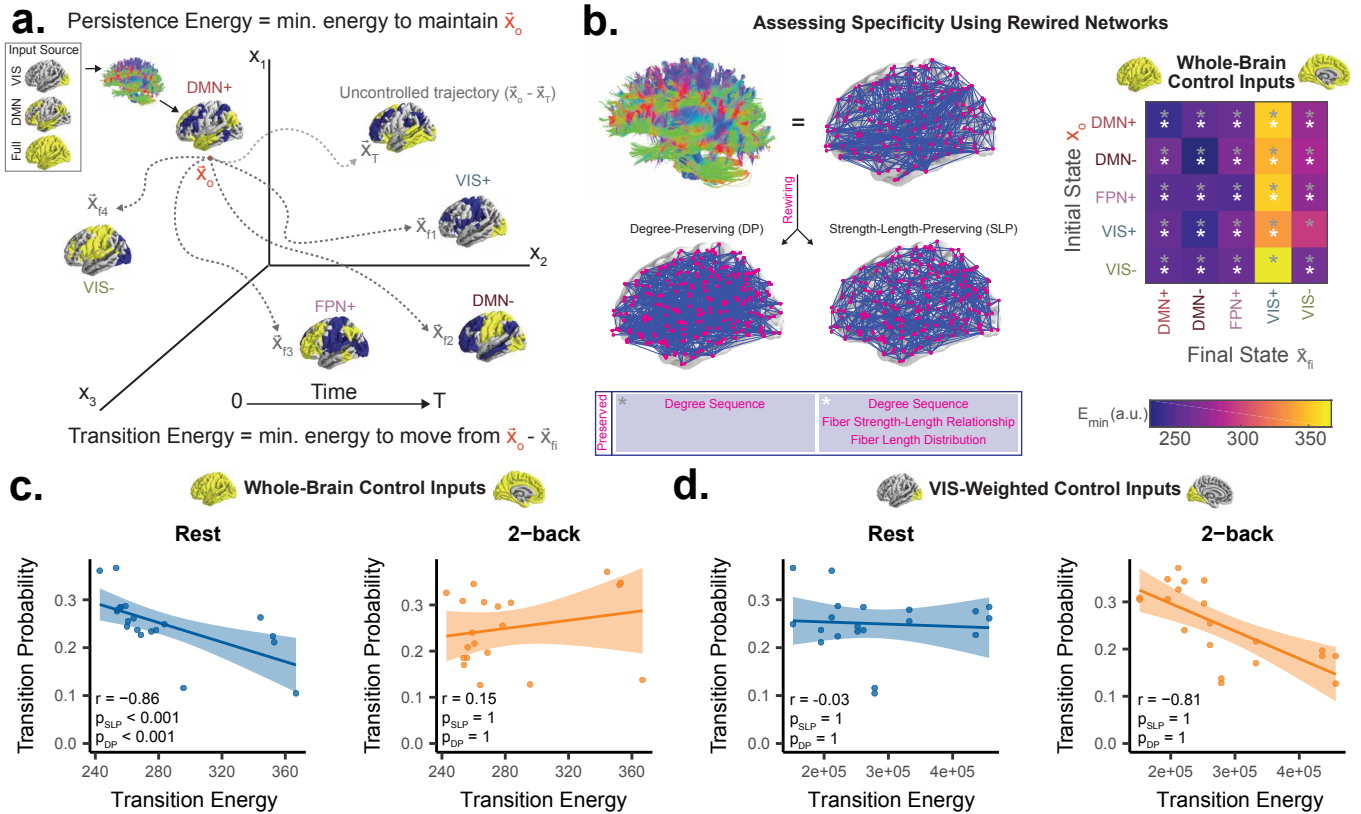 a.
Persistence Energy = min. energy to maintain x⃗o
Input Source
VIS
DMN
Full
DMN+
x1
Uncontrolled trajectory (x⃗o - x⃗T)
x⃗T
x⃗o
VIS+
x⃗f4
x⃗f1
x2
VIS-
FPN+
DMN-
x⃗f3
x⃗f2
x3
Time
0
T
Transition Energy = min. energy to move from x⃗o - x⃗fi
b.
Assessing Specificity Using Rewired Networks
=
Rewiring
Degree-Preserving (DP)
Strength-Length-Preserving (SLP)
Preserved
* Degree Sequence
* Degree Sequence
Fiber Strength-Length Relationship
Fiber Length Distribution
Whole-Brain
Control Inputs
Initial State x⃗o
DMN+
* * * * *
* * * * *
DMN-
* * * * *
* * * * *
FPN+
* * * * *
* * * * *
VIS+
* * * * *
* * * *
VIS-
* * * * *
* * * *
DMN+ DMN- FPN+ VIS+ VIS-
Final State x⃗fi
Emin(a.u.)
250 300 350
c.
Whole-Brain Control Inputs
Rest
Transition Probability
0.3
0.2
0.1
0.0
r = −0.86
pSLP < 0.001
pDP < 0.001
240 280 320 360
Transition Energy
2−back
Transition Probability
0.3
0.2
0.1
0.0
r = 0.15
pSLP = 1
pDP = 1
240 280 320 360
Transition Energy
d.
VIS-Weighted Control Inputs
Rest
Transition Probability
0.3
0.2
0.1
0.0
r = -0.03
pSLP = 1
pDP = 1
2e+05 3e+05 4e+05
Transition Energy
2−back
Transition Probability
0.3
0.2
0.1
0.0
r = −0.81
pSLP = 1
pDP = 1
2e+05 3e+05 4e+05
Transition Energy